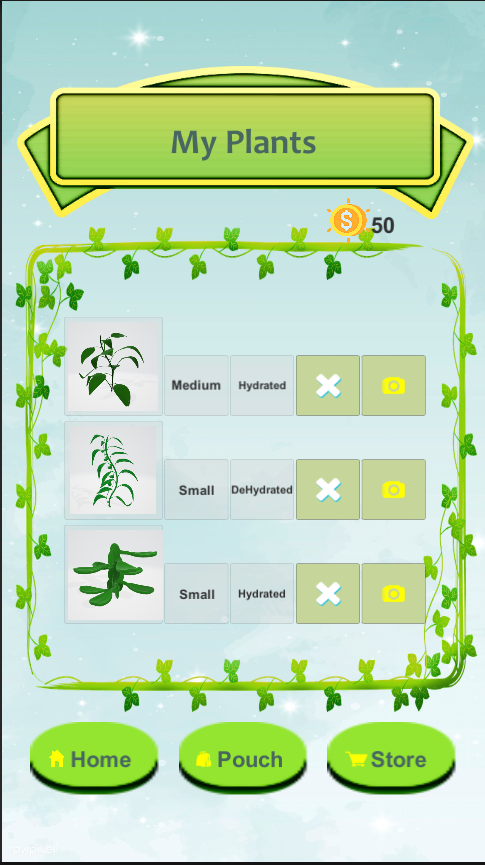 My Plants
$ 50
Medium Hydrated
Small DeHydrated
Small Hydrated
Home Pouch Store